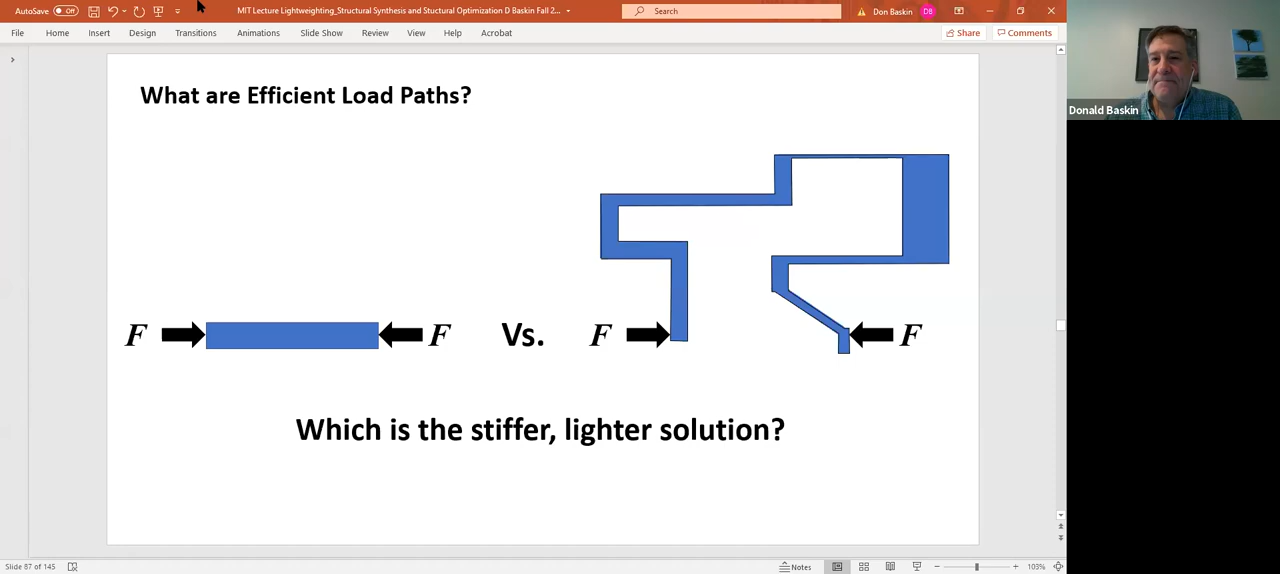 AutoSave Off MIT Lecture Lightweighting_Structural Synthesis and Stuctural Optimization D Baskin Fall 2... Search Don Baskin DB
File Home Insert Design Transitions Animations Slide Show Review View Help Acrobat Share Comments
Donald Baskin
What are Efficient Load Paths?
F F Vs. F F
Which is the stiffer, lighter solution?
Slide 87 of 145 Notes 103%